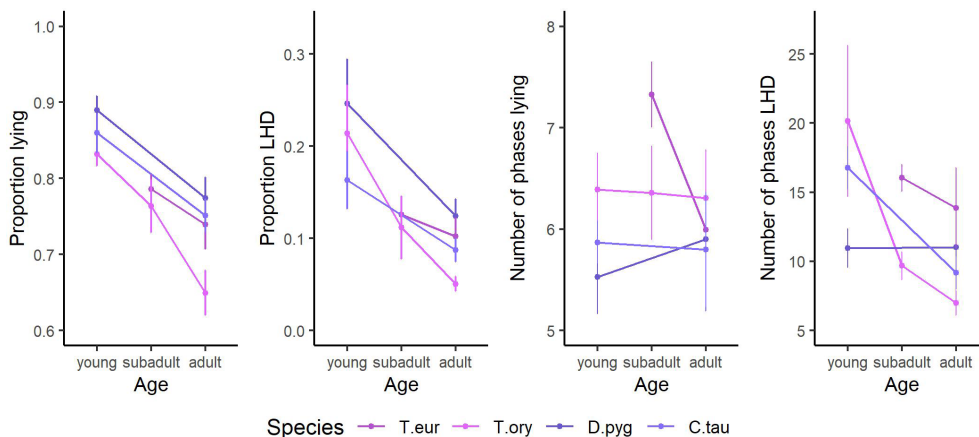 Proportion lying
1.0
0.9
0.8
0.7
0.6
young subadult adult
Age
Proportion LHD
0.3
0.2
0.1
0.0
young subadult adult
Age
Number of phases lying
8
7
6
5
young subadult adult
Age
Number of phases LHD
25
20
15
10
5
young subadult adult
Age
Species T.eur T.ory D.pyg C.tau